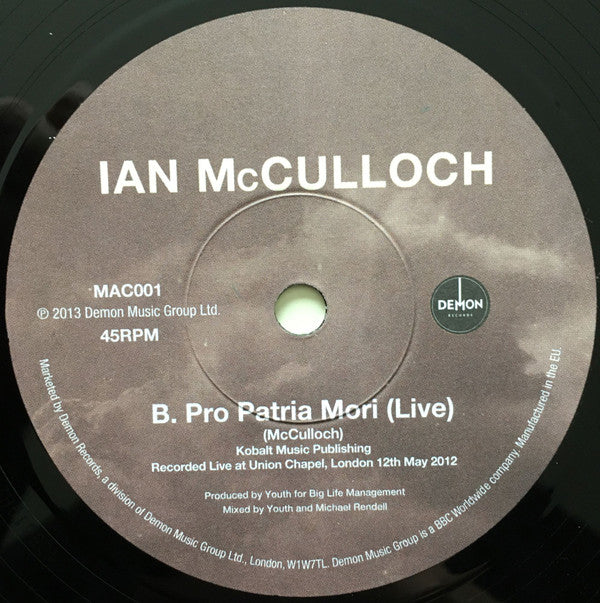 IAN McCULLOCH
MAC001
℗ 2013 Demon Music Group Ltd.
45RPM
DEMON
RECORDS
B. Pro Patria Mori (Live)
(McCulloch)
Kobalt Music Publishing
Recorded Live at Union Chapel, London 12th May 2012
Produced by Youth for Big Life Management
Mixed by Youth and Michael Rendell
Marketed by Demon Records, a division of Demon Music Group Ltd., London, W1W7TL. Demon Music Group is a BBC Worldwide company. Manufactured in the EU.